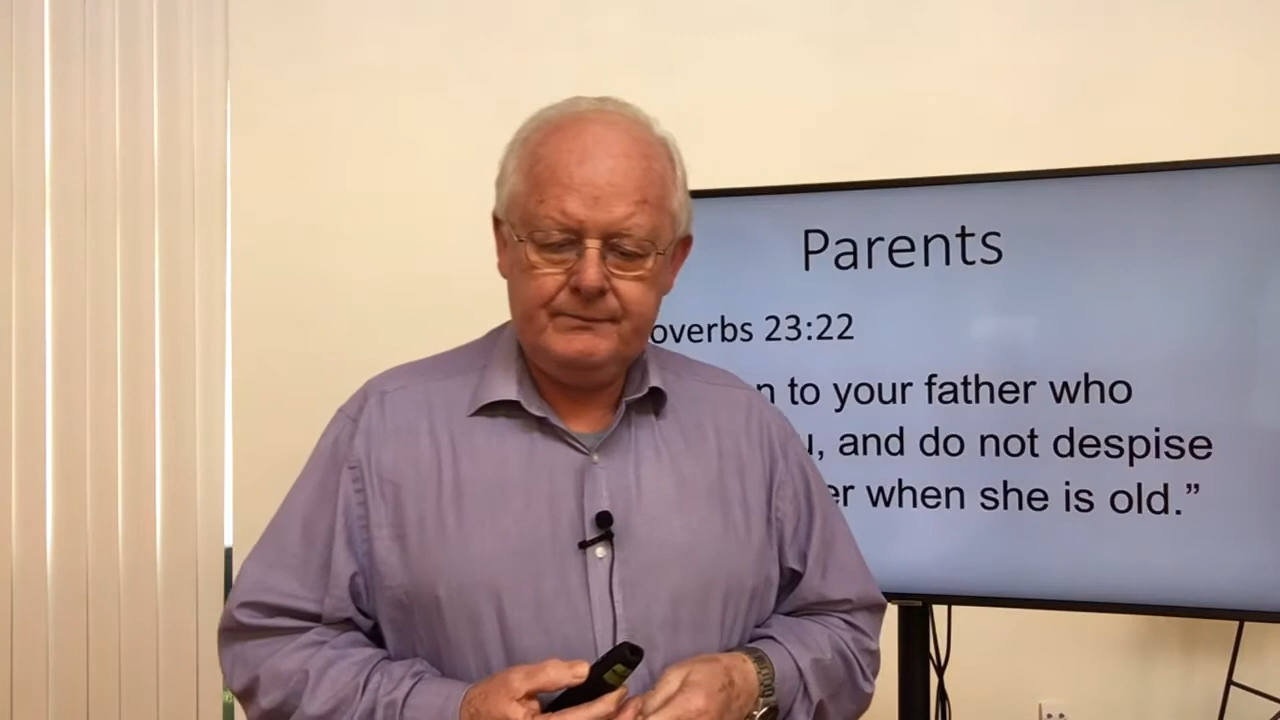 Parents
overbs 23:22
n to your father who
, and do not despise
er when she is old.”